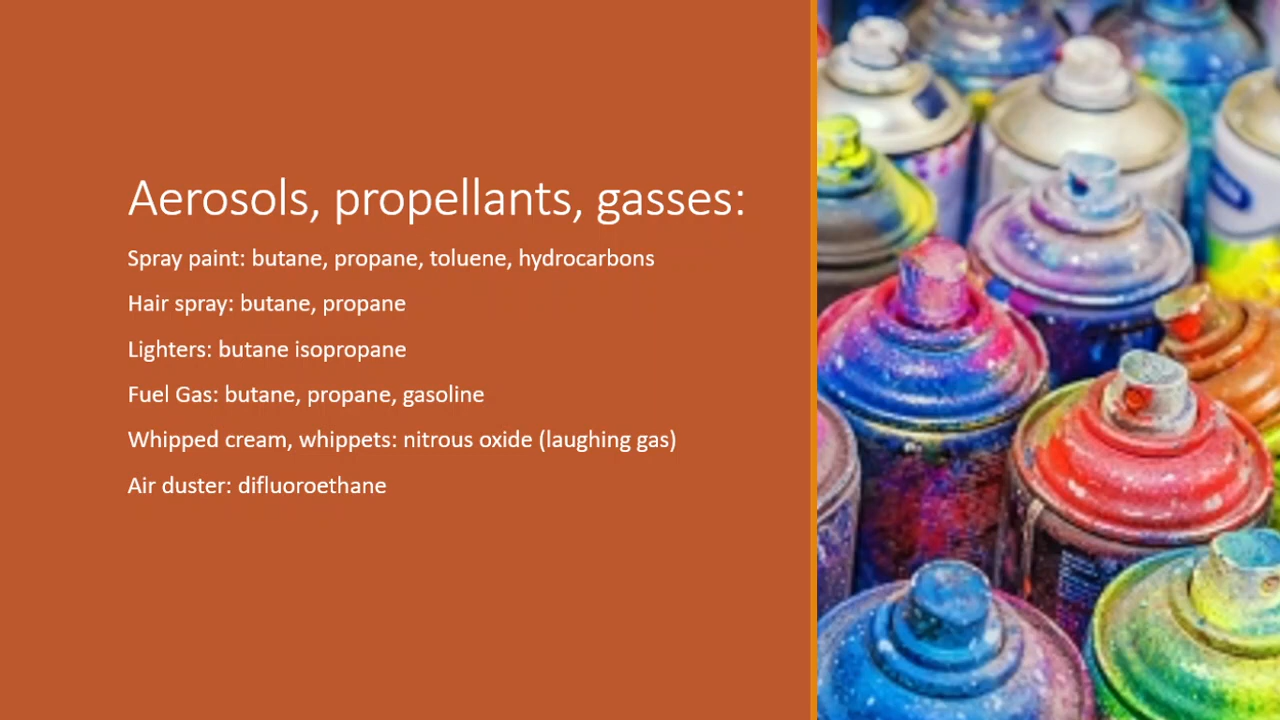 Aerosols, propellants, gasses:
Spray paint: butane, propane, toluene, hydrocarbons
Hair spray: butane, propane
Lighters: butane isopropane
Fuel Gas: butane, propane, gasoline
Whipped cream, whippets: nitrous oxide (laughing gas)
Air duster: difluoroethane